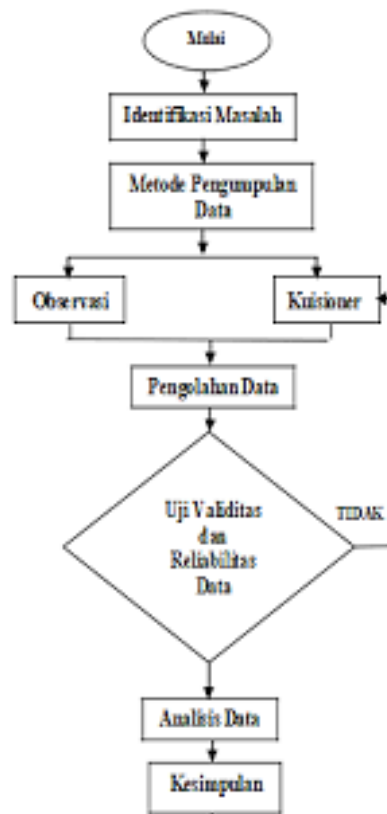 Mulai
Identifikasi Masalah
Metode Pengumpulan
Data
Observasi
Kuisioner
Pengolahan Data
Uji Validitas
dan
Reliabilitas
Data
TIDAK
Analisis Data
Kesimpulan